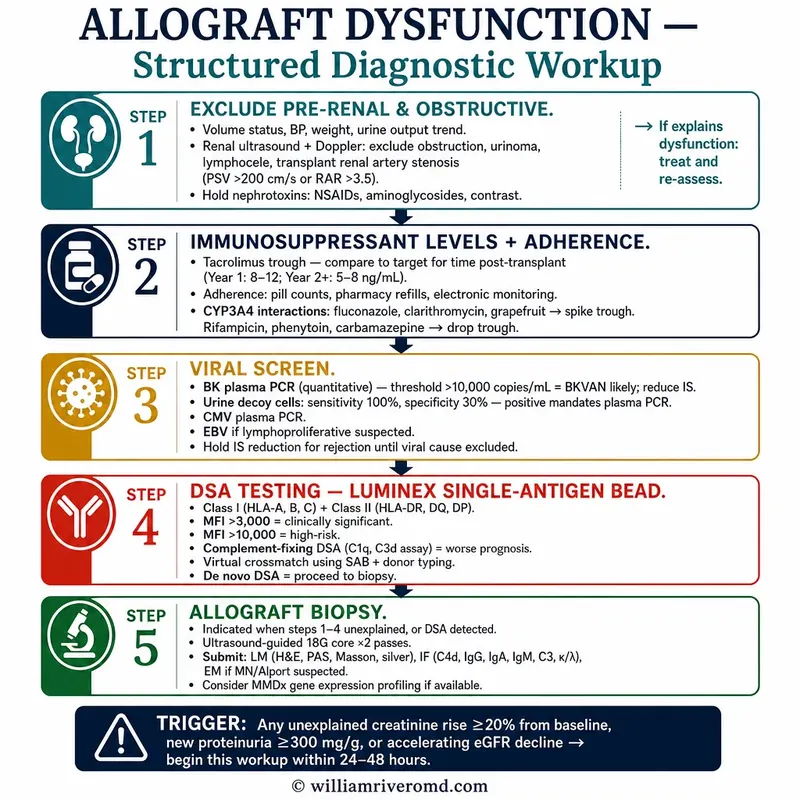 ALLOGRAFT DYSFUNCTION —
Structured Diagnostic Workup
STEP
1
EXCLUDE PRE-RENAL & OBSTRUCTIVE.
• Volume status, BP, weight, urine output trend.
• Renal ultrasound + Doppler: exclude obstruction, urinoma,
lymphocele, transplant renal artery stenosis
(PSV >200 cm/s or RAR >3.5).
• Hold nephrotoxins: NSAIDs, aminoglycosides, contrast.
→ If explains
dysfunction:
treat and
re-assess.
STEP
2
IMMUNOSUPPRESSANT LEVELS + ADHERENCE.
• Tacrolimus trough — compare to target for time post-transplant
(Year 1: 8–12; Year 2+: 5–8 ng/mL).
• Adherence: pill counts, pharmacy refills, electronic monitoring.
• CYP3A4 interactions: fluconazole, clarithromycin, grapefruit → spike trough.
Rifampicin, phenytoin, carbamazepine → drop trough.
STEP
3
VIRAL SCREEN.
• BK plasma PCR (quantitative) — threshold >10,000 copies/mL = BKVAN likely; reduce IS.
• Urine decoy cells: sensitivity 100%, specificity 30% — positive mandates plasma PCR.
• CMV plasma PCR.
• EBV if lymphoproliferative suspected.
• Hold IS reduction for rejection until viral cause excluded.
STEP
4
DSA TESTING — LUMINEX SINGLE-ANTIGEN BEAD.
• Class I (HLA-A, B, C) + Class II (HLA-DR, DQ, DP).
• MFI >3,000 = clinically significant.
• MFI >10,000 = high-risk.
• Complement-fixing DSA (C1q, C3d assay) = worse prognosis.
• Virtual crossmatch using SAB + donor typing.
• De novo DSA = proceed to biopsy.
STEP
5
ALLOGRAFT BIOPSY.
• Indicated when steps 1–4 unexplained, or DSA detected.
• Ultrasound-guided 18G core ×2 passes.
• Submit: LM (H&E, PAS, Masson, silver), IF (C4d, IgG, IgA, IgM, C3, κ/λ),
EM if MN/Alport suspected.
• Consider MMDx gene expression profiling if available.
TRIGGER: Any unexplained creatinine rise ≥20% from baseline,
new proteinuria ≥300 mg/g, or accelerating eGFR decline →
begin this workup within 24–48 hours.
© williamriveromd.com